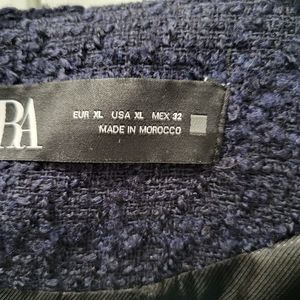 RA
EUR XL USA XL MEX 32
MADE IN MOROCCO